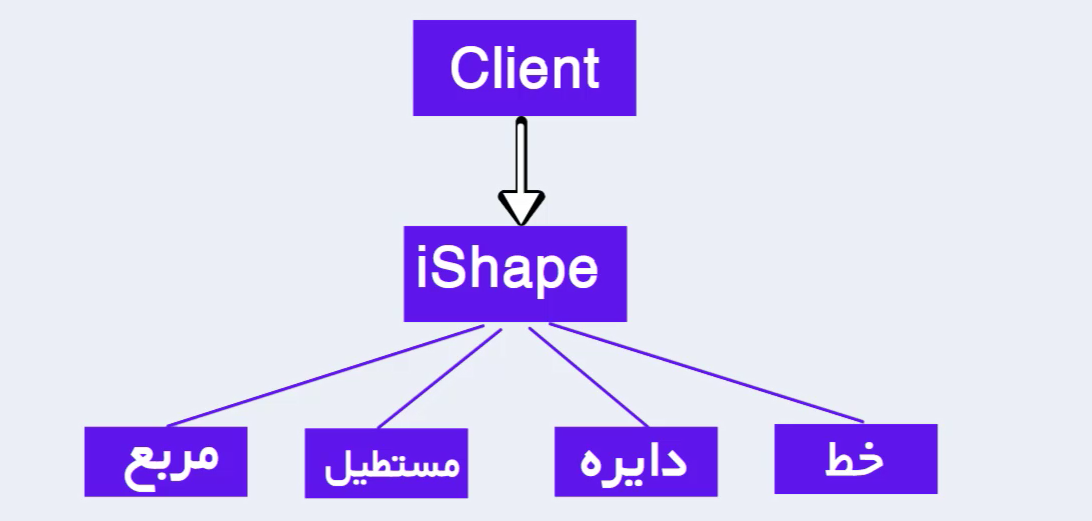 Client
iShape
مربع
مستطیل
دایره
خط